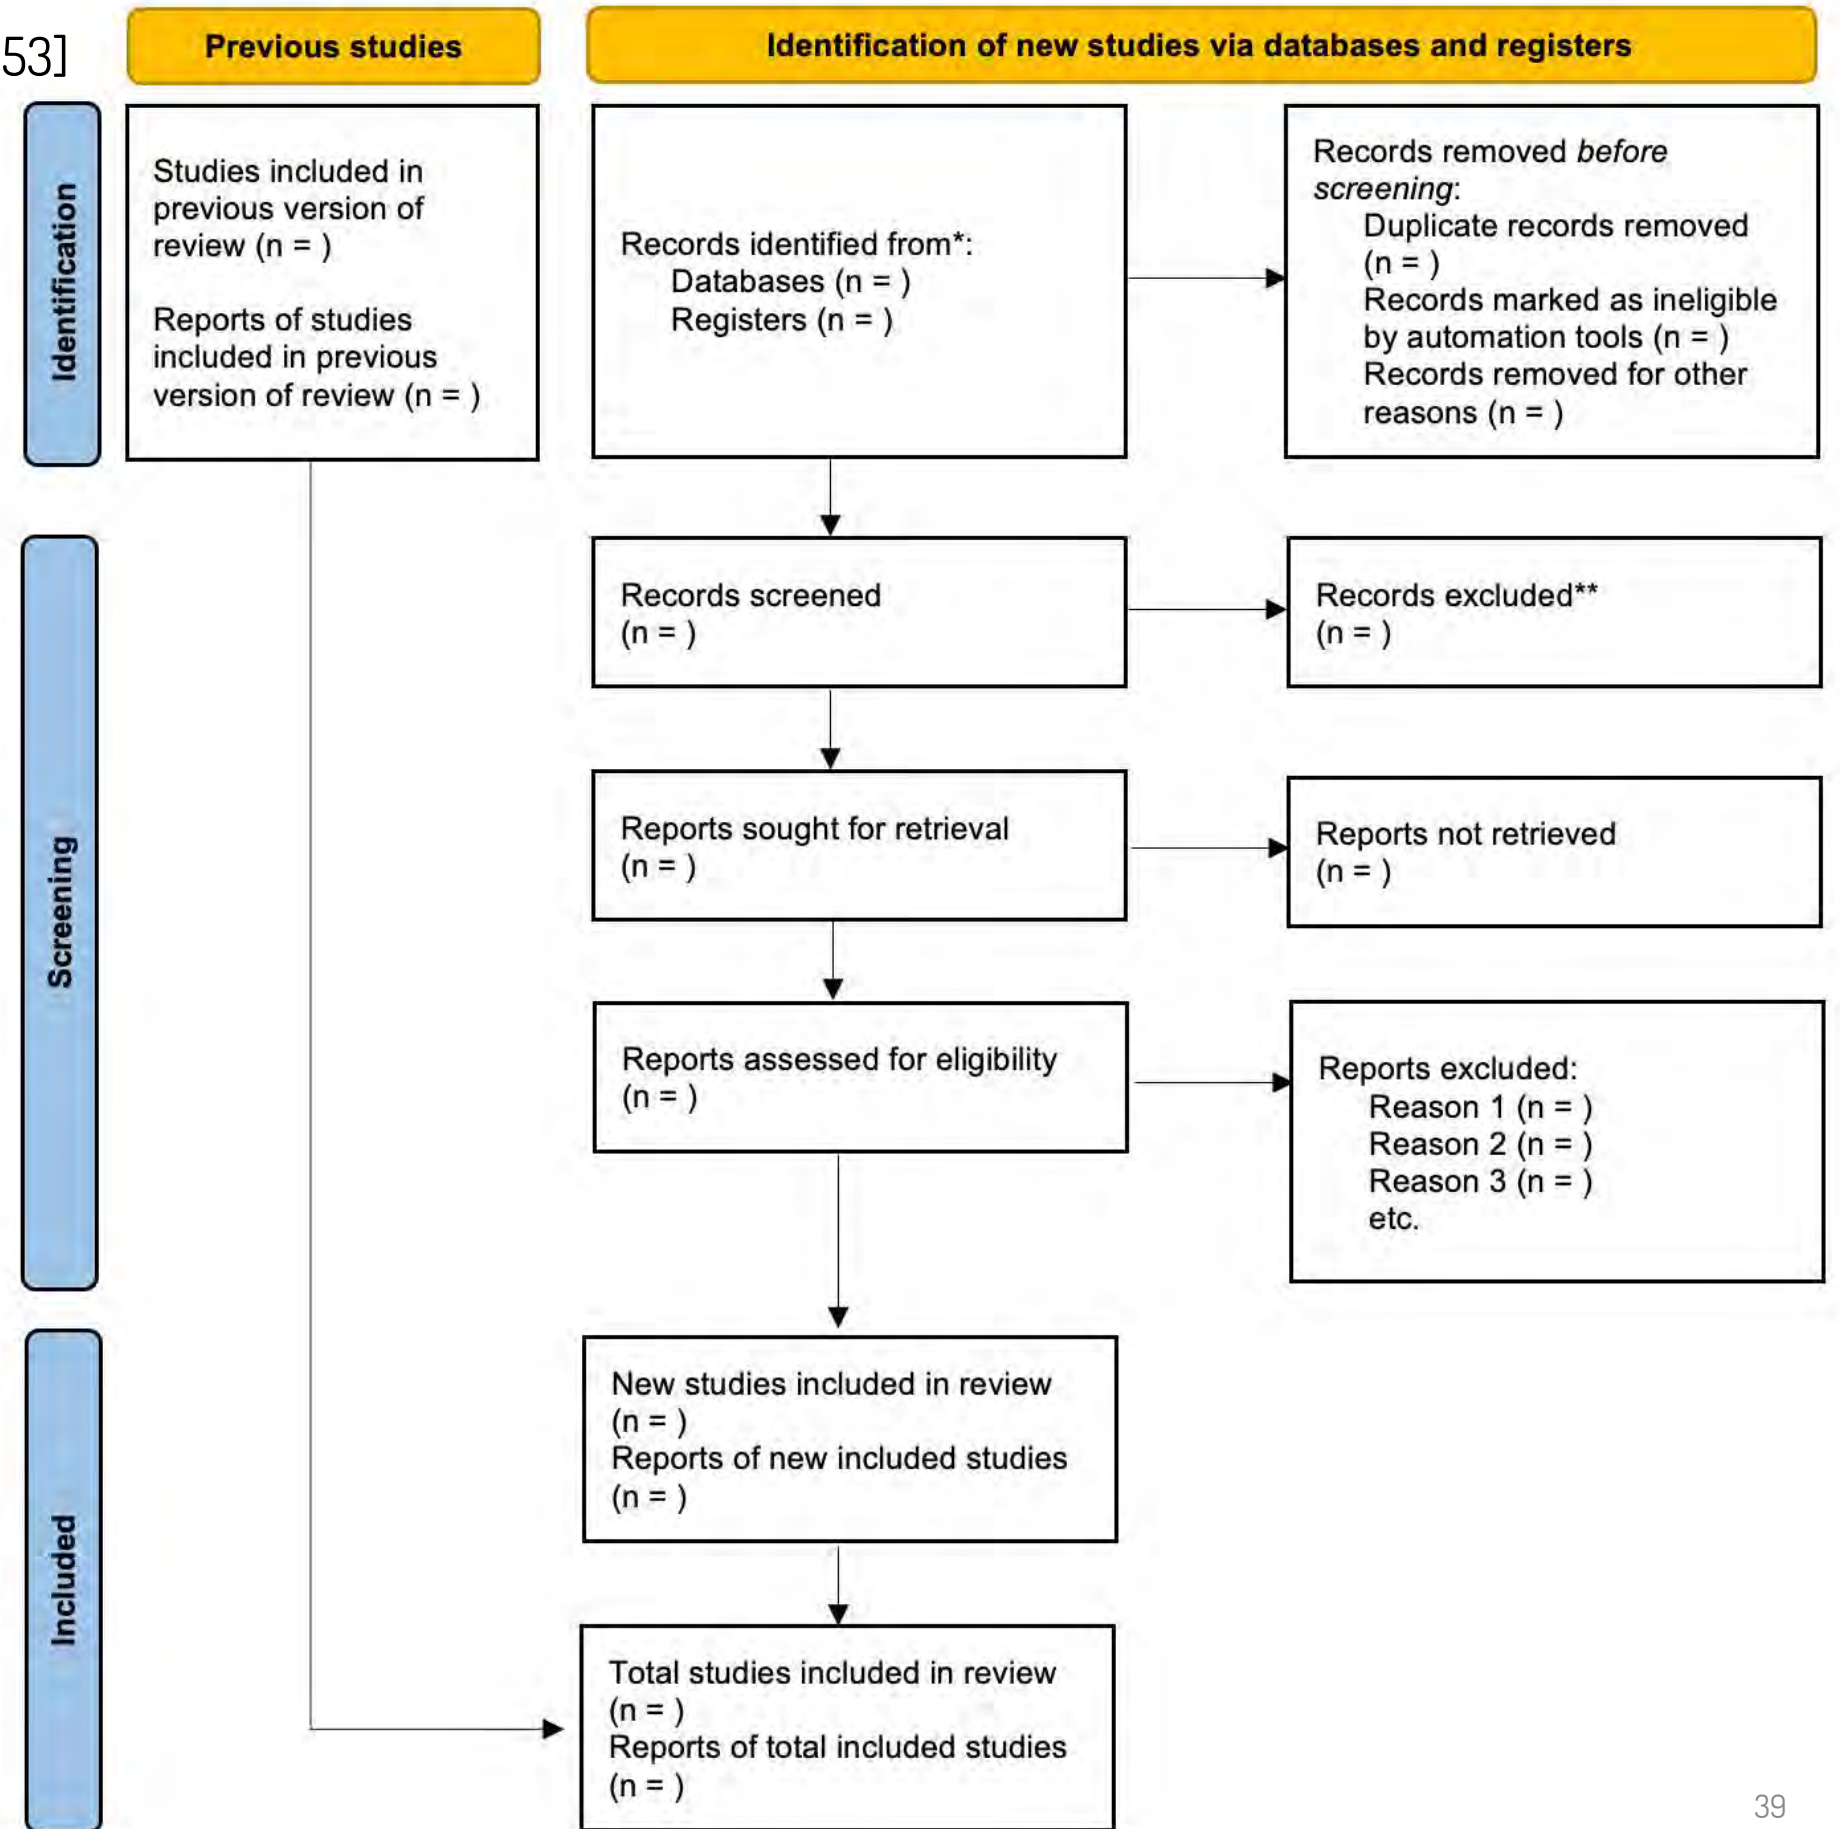 53]
Previous studies
Identification of new studies via databases and registers
Identification
Studies included in
previous version of
review (n = )
Reports of studies
included in previous
version of review (n = )
Records identified from*:
Databases (n = )
Registers (n = )
Records removed before
screening:
Duplicate records removed
(n = )
Records marked as ineligible
by automation tools (n = )
Records removed for other
reasons (n = )
Screening
Records screened
(n = )
Records excluded**
(n = )
Reports sought for retrieval
(n = )
Reports not retrieved
(n = )
Reports assessed for eligibility
(n = )
Reports excluded:
Reason 1 (n = )
Reason 2 (n = )
Reason 3 (n = )
etc.
Included
New studies included in review
(n = )
Reports of new included studies
(n = )
Total studies included in review
(n = )
Reports of total included studies
(n = )
39